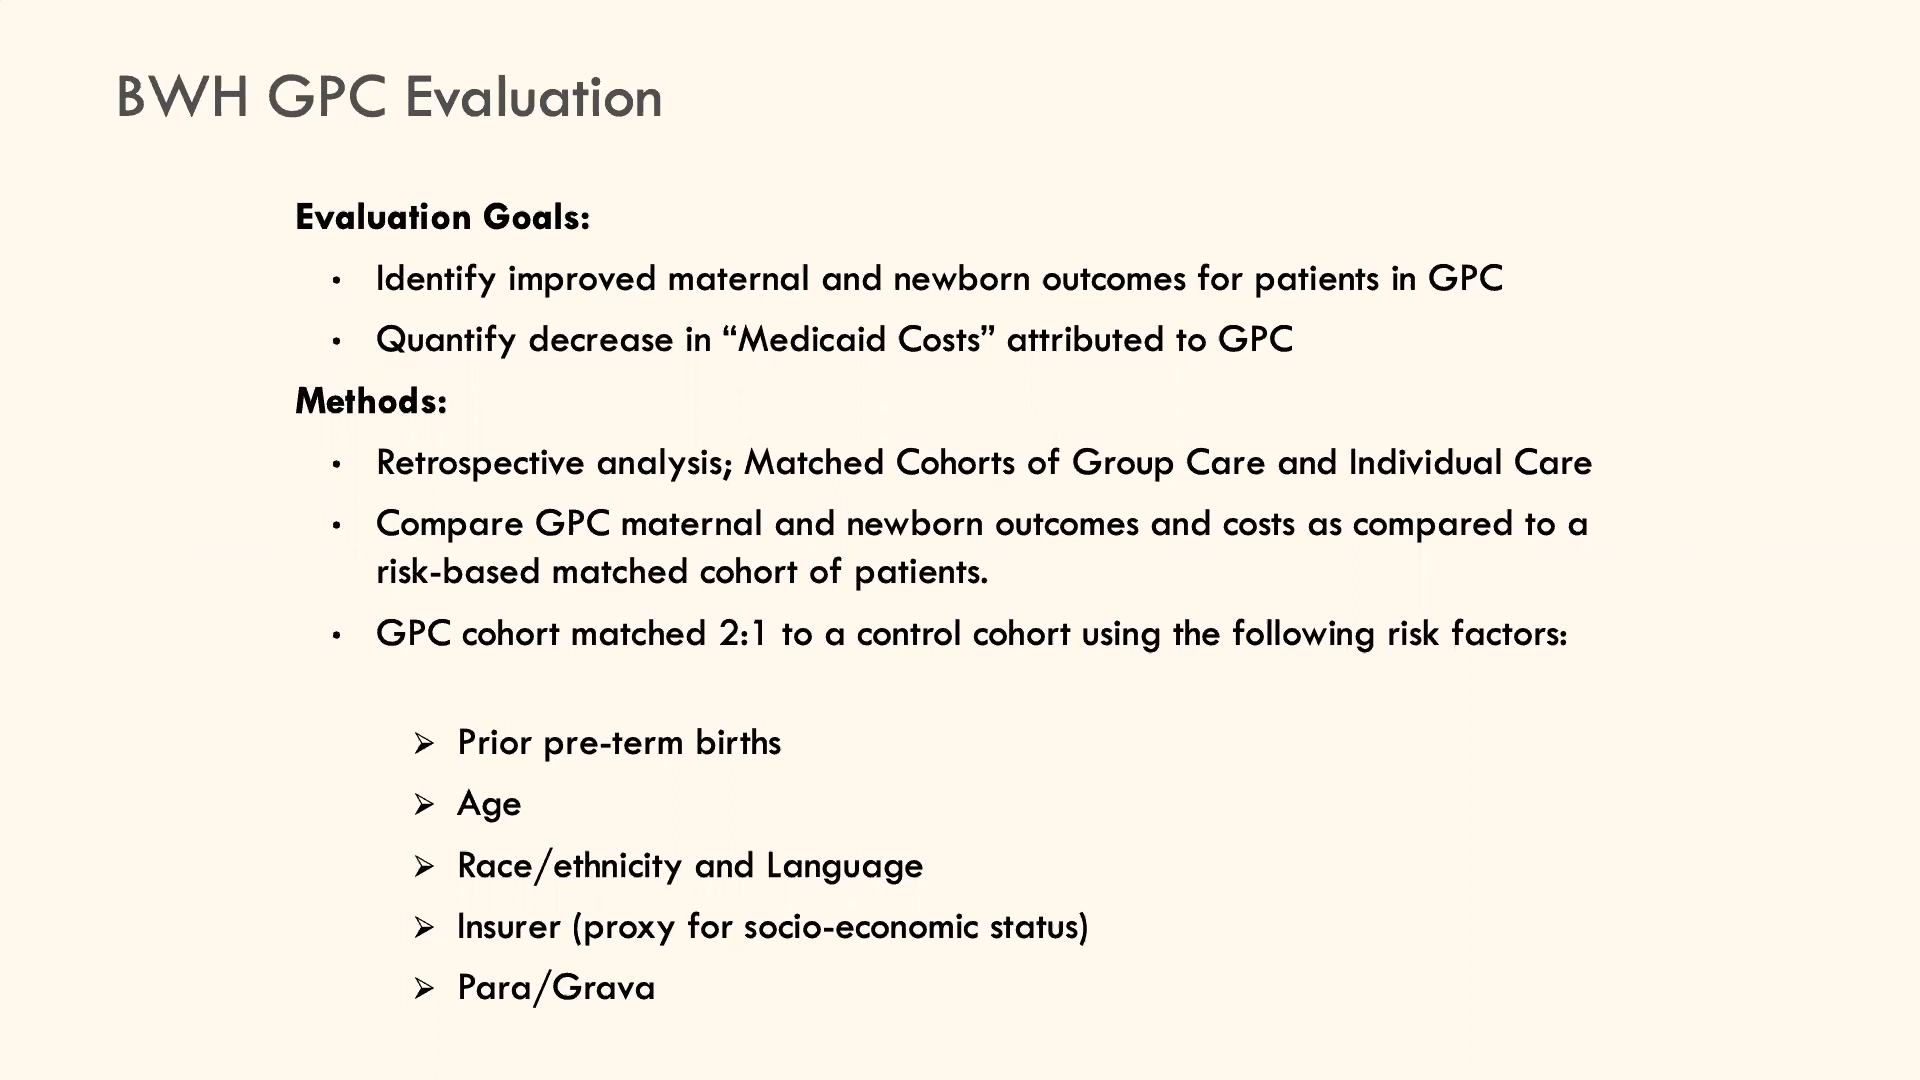 BWH GPC Evaluation
Evaluation Goals:
• Identify improved maternal and newborn outcomes for patients in GPC
• Quantify decrease in “Medicaid Costs” attributed to GPC
Methods:
• Retrospective analysis; Matched Cohorts of Group Care and Individual Care
• Compare GPC maternal and newborn outcomes and costs as compared to a
risk-based matched cohort of patients.
• GPC cohort matched 2:1 to a control cohort using the following risk factors:
➢ Prior pre-term births
➢ Age
➢ Race/ethnicity and Language
➢ Insurer (proxy for socio-economic status)
➢ Para/Grava